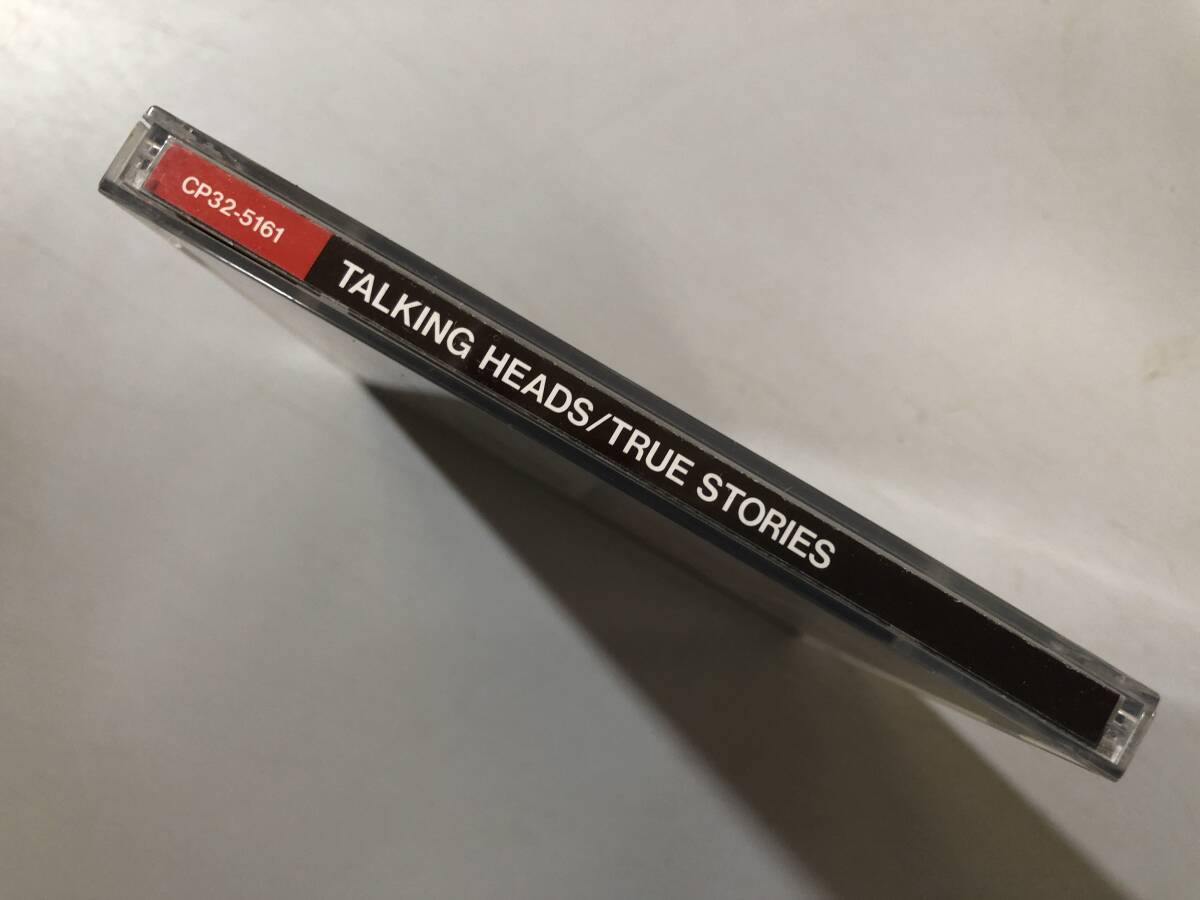 CP32-5161
TALKING HEADS/TRUE STORIES